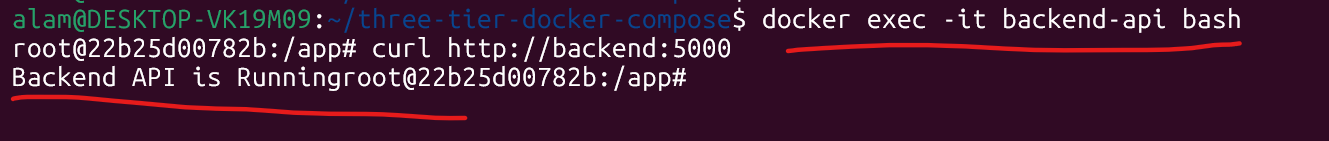 alam@DESKTOP-VK19M09:~/three-tier-docker-compose$ docker exec -it backend-api bash
root@22b25d00782b:/app# curl http://backend:5000
Backend API is Runningroot@22b25d00782b:/app#